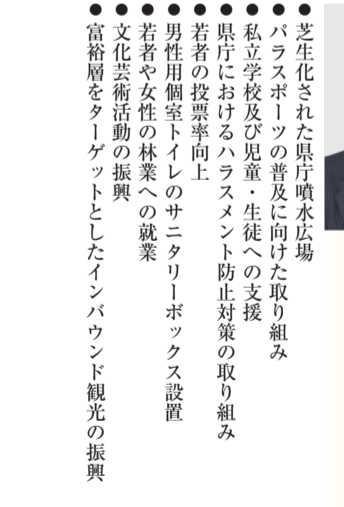 ●芝生化された県庁噴水広場
●パラスポーツの普及に向けた取り組み
●私立学校及び児童・生徒への支援
●県庁におけるハラスメント防止対策の取り組み
●若者の投票率向上
●男性用個室トイレのサニタリーボックス設置
●若者や女性の林業への就業
●文化芸術活動の振興
●富裕層をターゲットとしたインバウンド観光の振興